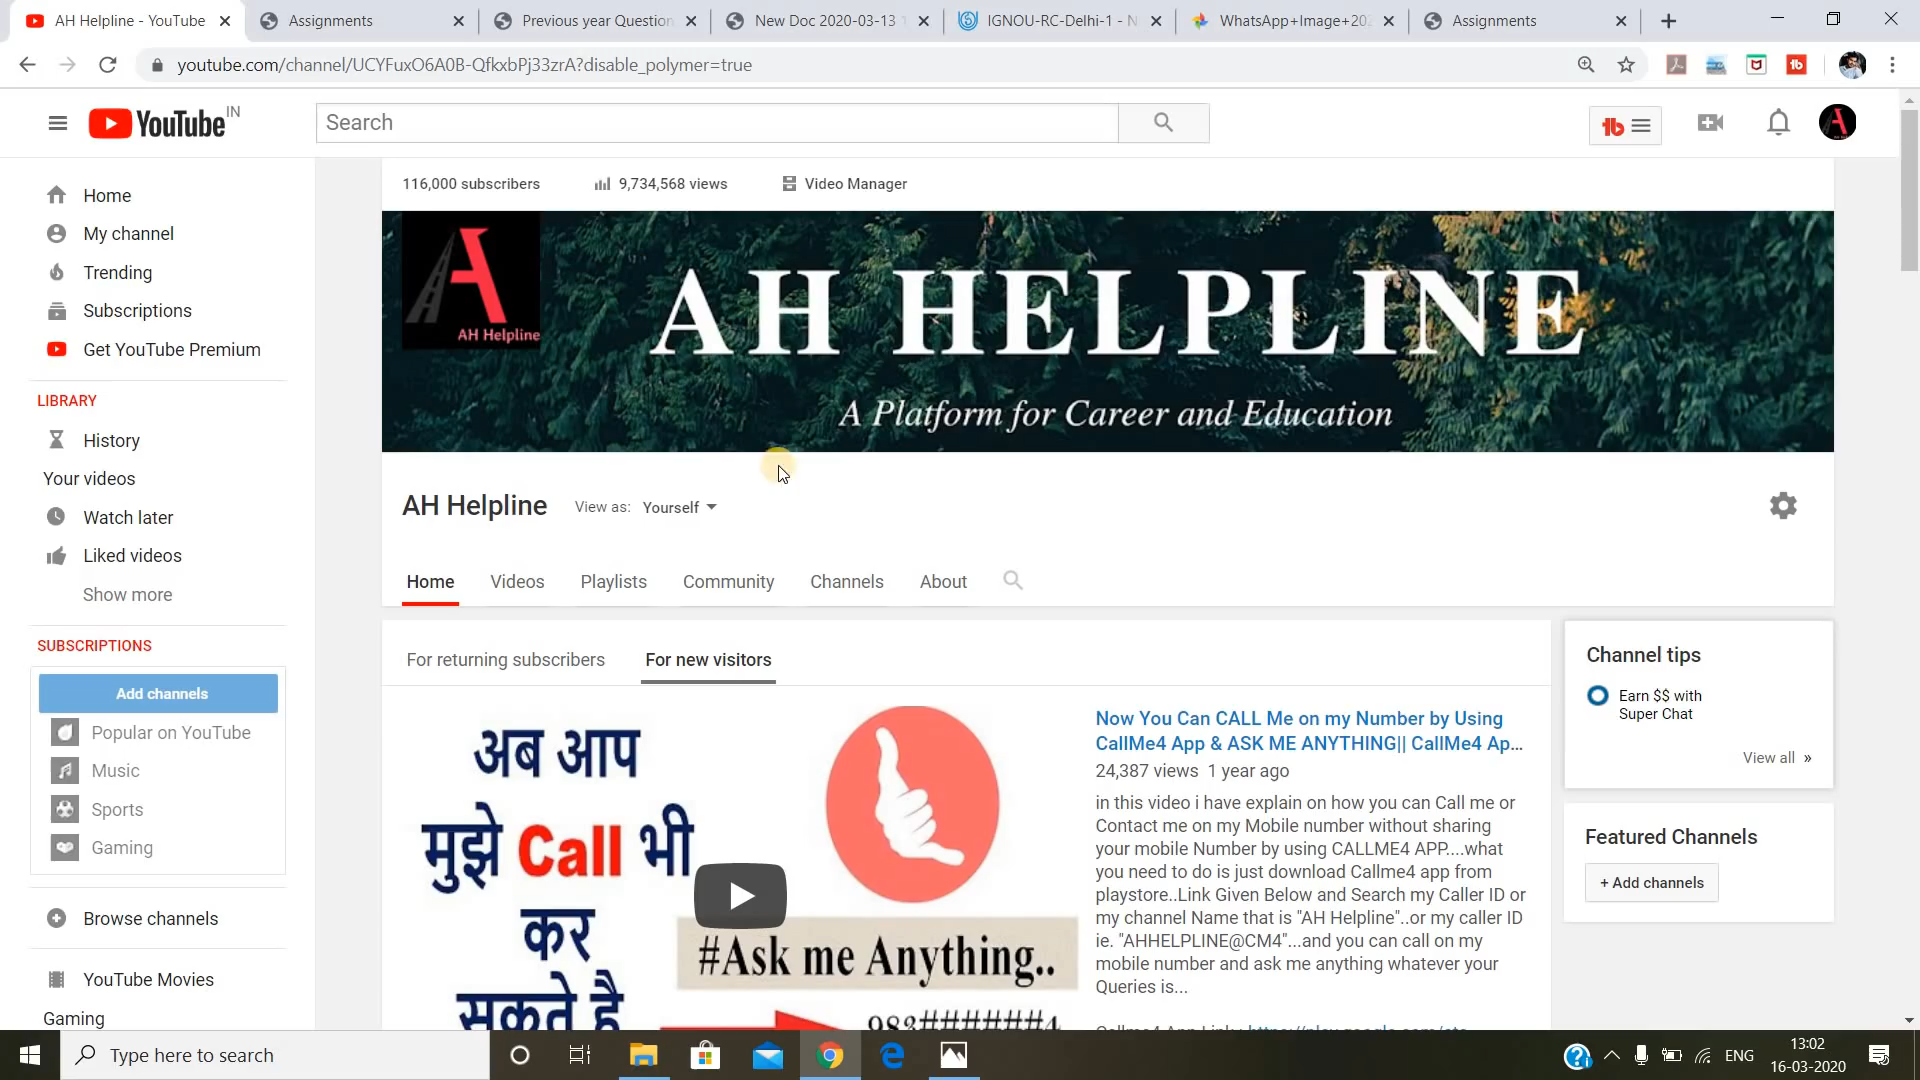 AH Helpline - YouTube
Assignments
Previous year Question
New Doc 2020-03-13
IGNOU-RC-Delhi-1 - N
WhatsApp+Image+202
Assignments
youtube.com/channel/UCYFuxO6A0B-QfkxbPj33zrA?disable_polymer=true
YouTube IN
Search
Home
My channel
Trending
Subscriptions
Get YouTube Premium
LIBRARY
History
Your videos
Watch later
Liked videos
Show more
SUBSCRIPTIONS
Add channels
Popular on YouTube
Music
Sports
Gaming
Browse channels
YouTube Movies
Gaming
116,000 subscribers
9,734,568 views
Video Manager
AH Helpline
AH HELPLINE
A Platform for Career and Education
AH Helpline
View as: Yourself
Home
Videos
Playlists
Community
Channels
About
For returning subscribers
For new visitors
अब आप
मुझे Call भी
कर
सकते है
#Ask me Anything..
983######4
Now You Can CALL Me on my Number by Using
CallMe4 App & ASK ME ANYTHING|| CallMe4 Ap...
24,387 views 1 year ago
in this video i have explain on how you can Call me or
Contact me on my Mobile number without sharing
your mobile Number by using CALLME4 APP....what
you need to do is just download Callme4 app from
playstore..Link Given Below and Search my Caller ID or
my channel Name that is "AH Helpline"..or my caller ID
ie. "AHHELPLINE@CM4"...and you can call on my
mobile number and ask me anything whatever your
Queries is...
Channel tips
Earn $$ with
Super Chat
View all »
Featured Channels
+ Add channels
Type here to search
ENG
13:02
16-03-2020